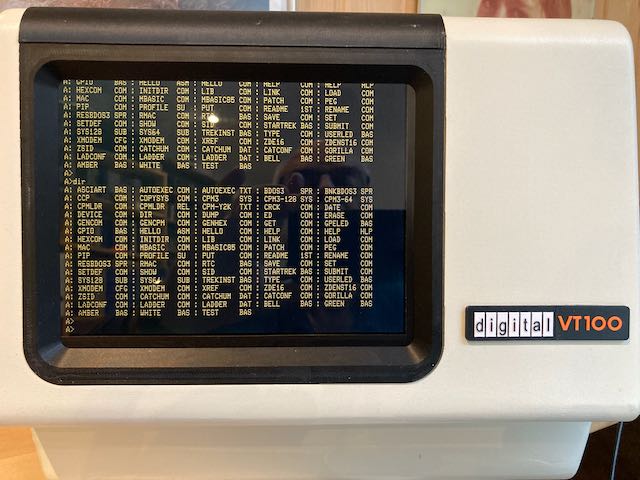 A: GPIO BAS : HELLO ASM : HELLO COM : HELP COM : HELP HLP
A: HEXCOM COM : INITDIR COM : LIB COM : LINK COM : LOAD COM
A: MAC COM : MBASIC COM : MBASIC85 COM : PATCH COM : PEG COM
A: PIP COM : PROFILE SU : PUT COM : README 1ST : RENAME COM
A: RESBDOS3 SPR : RMAC COM : RTC BAS : SAVE COM : SET COM
A: SETDEF COM : SHOW COM : SID COM : STARTREK BAS : SUBMIT COM
A: SYS128 SUB : SYS64 SUB : TREKINST BAS : TYPE COM : USERLED BAS
A: XMODEM CFG : XMODEM COM : XREF COM : ZDE16 COM : ZDENST16 COM
A: ZSID COM : CATCHUM COM : CATCHUM DAT : CATCONF COM : GORILLA COM
A: LADCONF COM : LADDER COM : LADDER DAT : BELL BAS : GREEN BAS
A: AMBER BAS : WHITE BAS : TEST BAS
A>
A>dir
A: ASCIART BAS : AUTOEXEC COM : AUTOEXEC TXT : BDOS3 SPR : BNKBDOS3 SPR
A: CCP COM : COPYSYS COM : CPM3 SYS : CPM3-128 SYS : CPM3-64 SYS
A: CPMLDR COM : CPMLDR REL : CPM-Y2K TXT : CRCK COM : DATE COM
A: DEVICE COM : DIR COM : DUMP COM : ED COM : ERASE COM
A: GENCOM COM : GENCPM COM : GENHEX COM : GET COM : GPELED BAS
A: GPIO BAS : HELLO ASM : HELLO COM : HELP COM : HELP HLP
A: HEXCOM COM : INITDIR COM : LIB COM : LINK COM : LOAD COM
A: MAC COM : MBASIC COM : MBASIC85 COM : PATCH COM : PEG COM
A: PIP COM : PROFILE SU : PUT COM : README 1ST : RENAME COM
A: RESBDOS3 SPR : RMAC COM : RTC BAS : SAVE COM : SET COM
A: SETDEF COM : SHOW COM : SID COM : STARTREK BAS : SUBMIT COM
A: SYS128 SUB : SYS64 SUB : TREKINST BAS : TYPE COM : USERLED BAS
A: XMODEM CFG : XMODEM COM : XREF COM : ZDE16 COM : ZDENST16 COM
A: ZSID COM : CATCHUM COM : CATCHUM DAT : CATCONF COM : GORILLA COM
A: LADCONF COM : LADDER COM : LADDER DAT : BELL BAS : GREEN BAS
A: AMBER BAS : WHITE BAS : TEST BAS
A>
A>
digital VT100